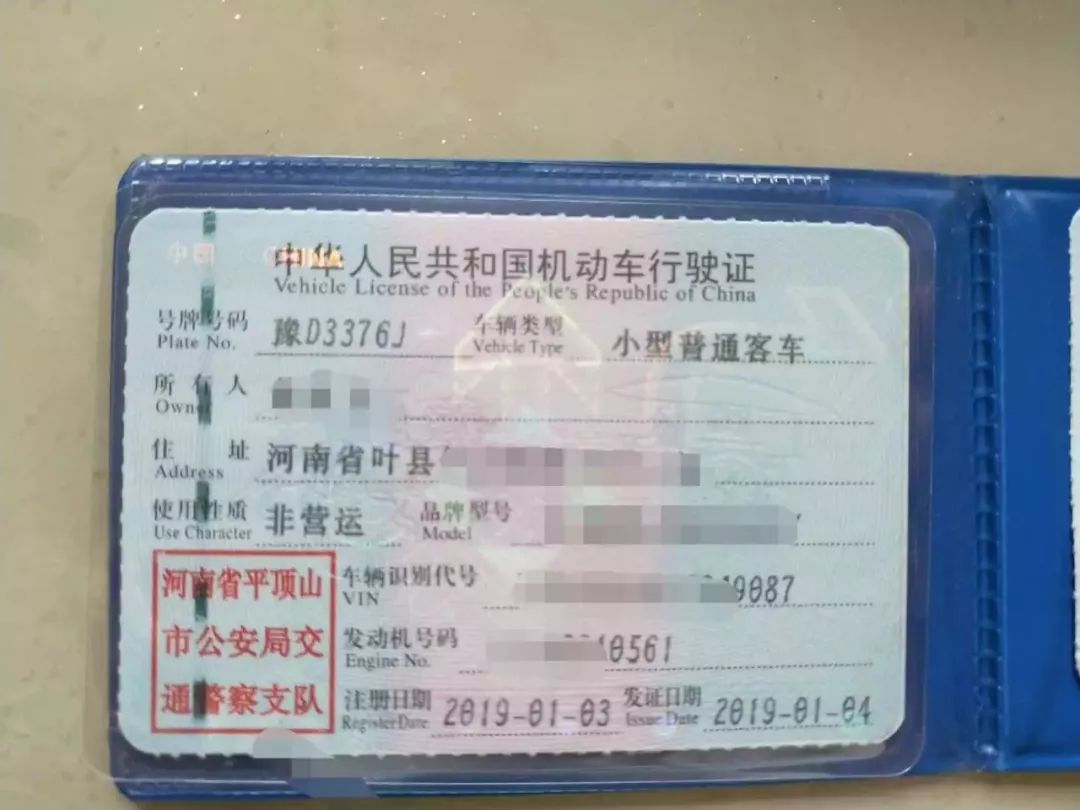 中国 CHINA
中华人民共和国机动车行驶证
Vehicle License of the People's Republic of China
号牌号码 豫D3376J 车辆类型 小型普通客车
Plate No. Vehicle Type
所有人
Owner
住址 河南省叶县
Address
使用性质 非营运 品牌型号
Use Character Model
河南省平顶山 车辆识别代号 9087
VIN
市公安局交 发动机号码 0561
Engine No.
通警察支队 注册日期 2019-01-03 发证日期 2019-01-04
Register Date Issue Date